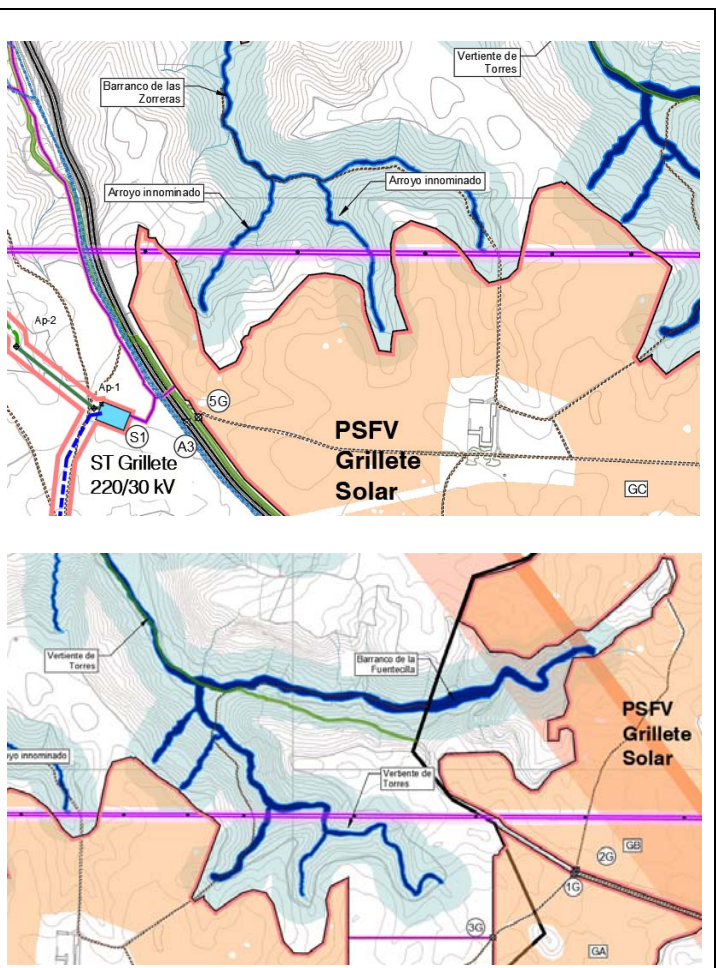 Vertiente de
Torres
Barranco de las
Zorreras
Arroyo innominado
Arroyo innominado
Ap-2
Ap-1
5G
S1
A3
ST Grillete
220/30 kV
PSFV
Grillete
Solar
GC
Vertiente de
Torres
Barranco de la
Fuentecilla
PSFV
Grillete
Solar
oyo innominado
Vertiente de
Torres
GB
2G
1G
3G
GA